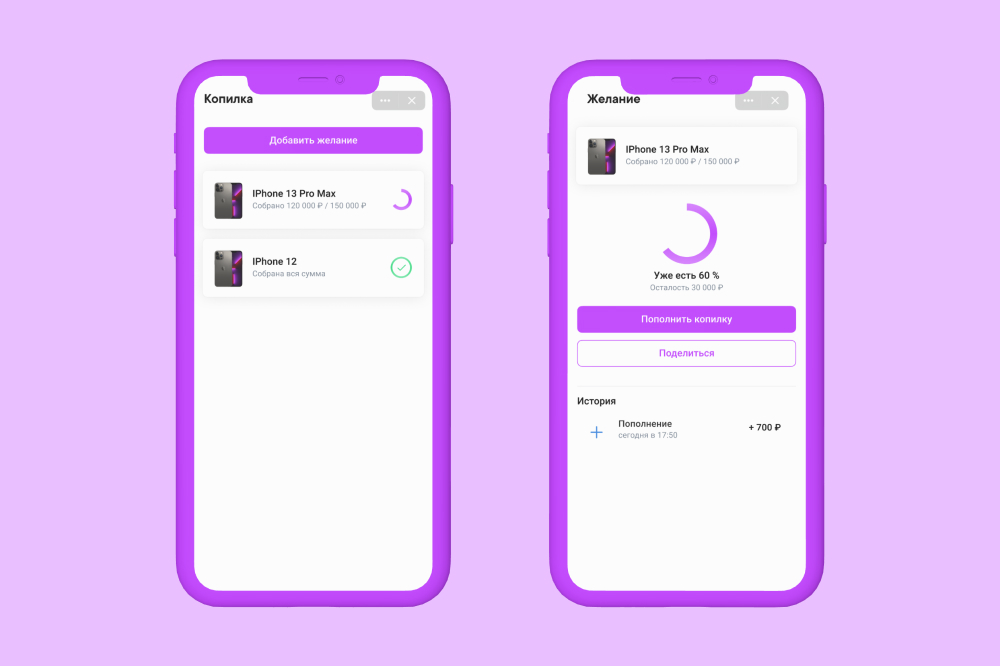 Копилка
Добавить желание
IPhone 13 Pro Max
Собрано 120 000 ₽ / 150 000 ₽
IPhone 12
Собрана вся сумма
Желание
IPhone 13 Pro Max
Собрано 120 000 ₽ / 150 000 ₽
Уже есть 60 %
Осталость 30 000 ₽
Пополнить копилку
Поделиться
История
Пополнение
+ 700 ₽
сегодня в 17:50